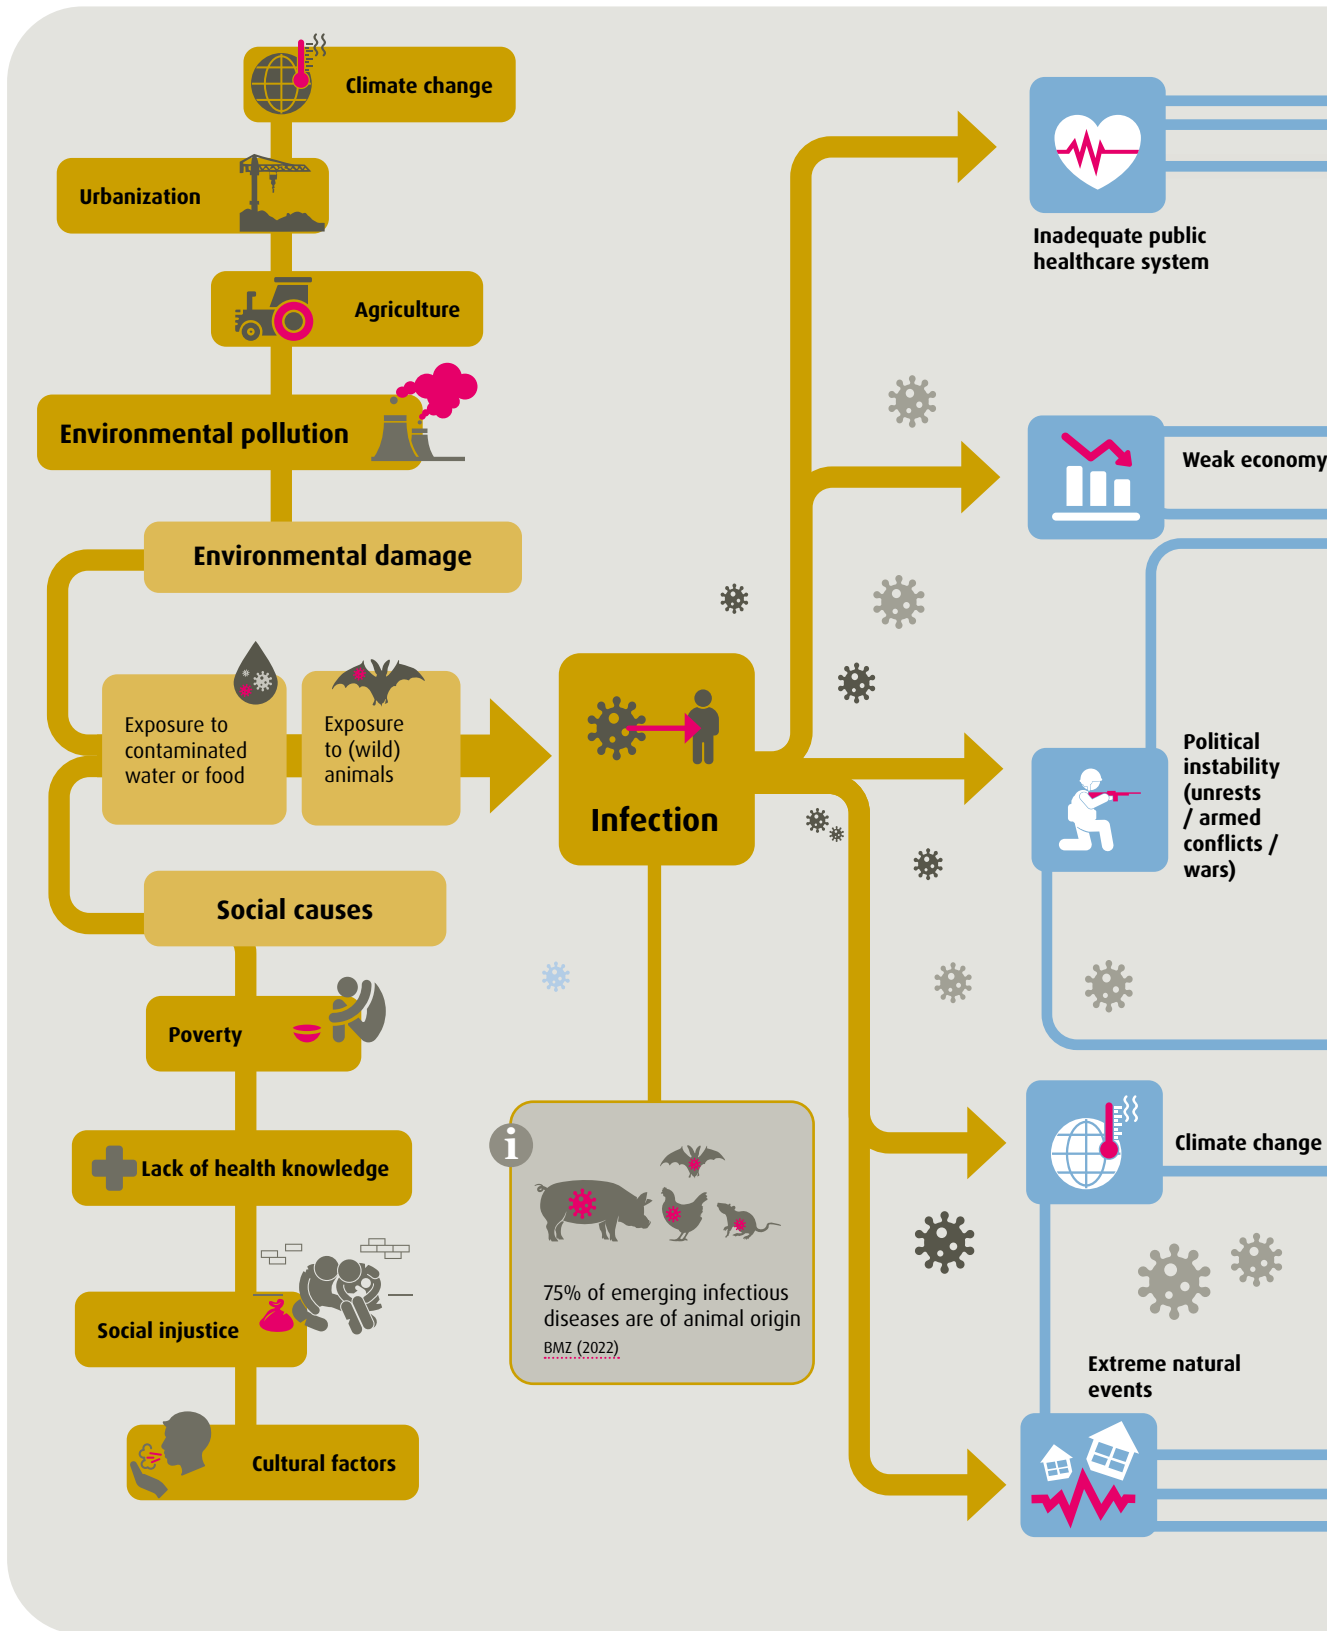 Climate change
Urbanization
Agriculture
Environmental pollution
Environmental damage
Exposure to
contaminated
water or food
Exposure
to (wild)
animals
Social causes
Poverty
Lack of health knowledge
Social injustice
Cultural factors
Infection
i
75% of emerging infectious
diseases are of animal origin
BMZ (2022)
Inadequate public
healthcare system
Weak economy
Political
instability
(unrests
/ armed
conflicts /
wars)
Climate change
Extreme natural
events